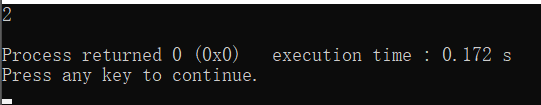 2
Process returned 0 (0x0)   execution time : 0.172 s
Press any key to continue.